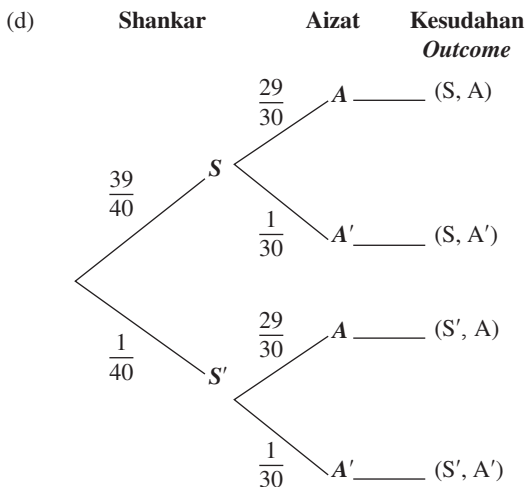 (d) Shankar Aizat Kesudahan
Outcome
29/30 A (S, A)
39/40 S
1/30 A′ (S, A′)
29/30 A (S′, A)
1/40 S′
1/30 A′ (S′, A′)